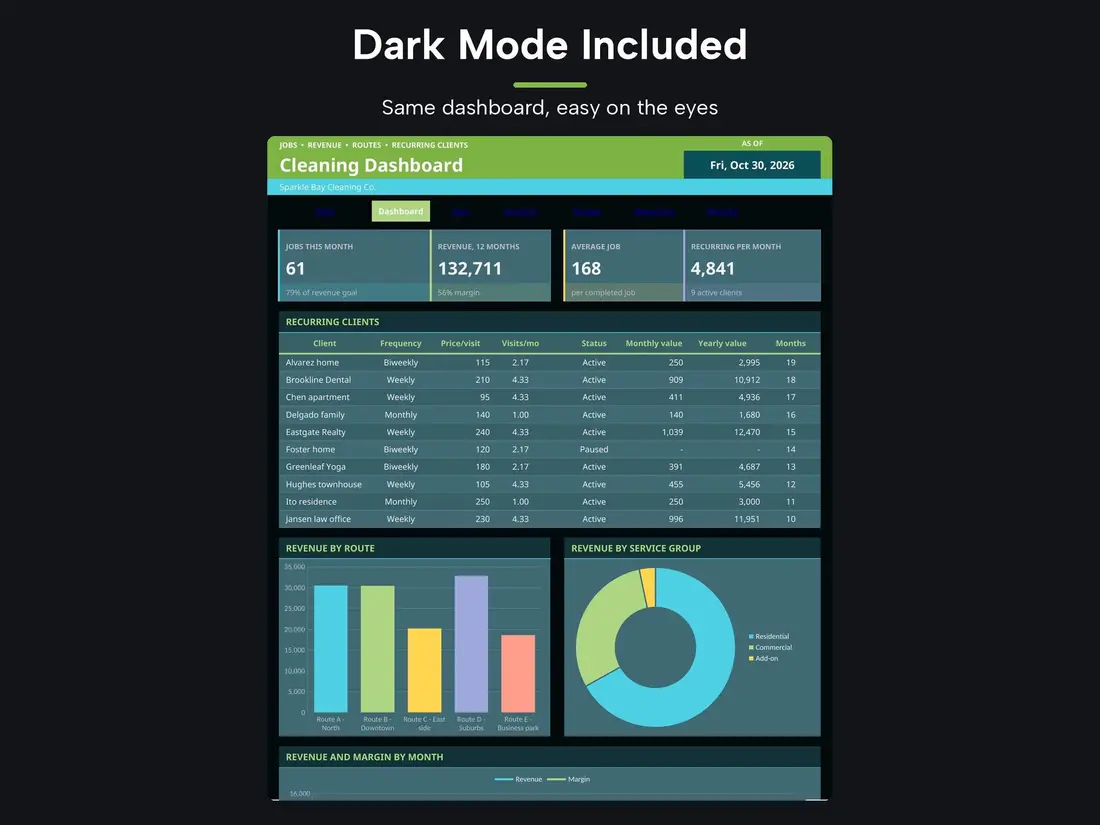 Dark Mode Included
Same dashboard, easy on the eyes
JOBS • REVENUE • ROUTES • RECURRING CLIENTS
AS OF
Cleaning Dashboard
Fri, Oct 30, 2026
Sparkle Bay Cleaning Co.
Dashboard
JOBS THIS MONTH
61
79% of revenue goal
REVENUE, 12 MONTHS
132,711
56% margin
AVERAGE JOB
168
per completed job
RECURRING PER MONTH
4,841
9 active clients
RECURRING CLIENTS
Client Frequency Price/visit Visits/mo Status Monthly value Yearly value Months
Alvarez home Biweekly 115 2.17 Active 250 2,995 19
Brookline Dental Weekly 210 4.33 Active 909 10,912 18
Chen apartment Weekly 95 4.33 Active 411 4,936 17
Delgado family Monthly 140 1.00 Active 140 1,680 16
Eastgate Realty Weekly 240 4.33 Active 1,039 12,470 15
Foster home Biweekly 120 2.17 Paused - - 14
Greenleaf Yoga Biweekly 180 2.17 Active 391 4,687 13
Hughes townhouse Weekly 105 4.33 Active 455 5,456 12
Ito residence Monthly 250 1.00 Active 250 3,000 11
Jansen law office Weekly 230 4.33 Active 996 11,951 10
REVENUE BY ROUTE
35,000
30,000
25,000
20,000
15,000
10,000
5,000
0
Route A - North
Route B - Downtown
Route C - East side
Route D - Suburbs
Route E - Business park
REVENUE BY SERVICE GROUP
Residential
Commercial
Add-on
REVENUE AND MARGIN BY MONTH
Revenue Margin
16,000